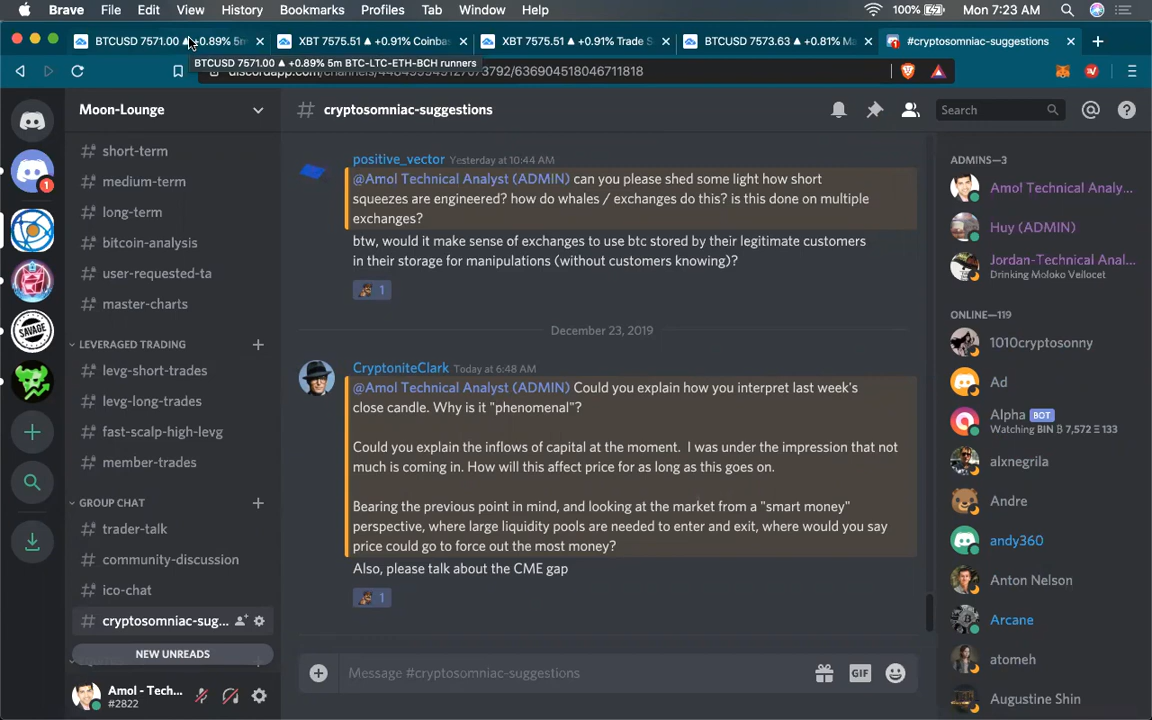 Brave File Edit View History Bookmarks Profiles Tab Window Help 100% Mon 7:23 AM
BTCUSD 7571.00 ▲ +0.89% 5m XBT 7575.51 ▲ +0.91% Coinbas XBT 7575.51 ▲ +0.91% Trade S BTCUSD 7573.63 ▲ +0.81% M #cryptosomniac-suggestions
BTCUSD 7571.00 ▲ +0.89% 5m BTC-LTC-ETH-BCH runners
Moon-Lounge
# cryptosomniac-suggestions
Search
short-term
medium-term
long-term
bitcoin-analysis
user-requested-ta
master-charts
LEVERAGED TRADING
levg-short-trades
levg-long-trades
fast-scalp-high-levg
member-trades
GROUP CHAT
trader-talk
community-discussion
ico-chat
cryptosomniac-sug...
NEW UNREADS
Amol - Tech...
#2822
1
positive_vector Yesterday at 10:44 AM
@Amol Technical Analyst (ADMIN) can you please shed some light how short
squeezes are engineered? how do whales / exchanges do this? is this done on multiple
exchanges?
btw, would it make sense of exchanges to use btc stored by their legitimate customers
in their storage for manipulations (without customers knowing)?
1
December 23, 2019
CryptoniteClark Today at 6:48 AM
@Amol Technical Analyst (ADMIN) Could you explain how you interpret last week's
close candle. Why is it "phenomenal"?
Could you explain the inflows of capital at the moment. I was under the impression that not
much is coming in. How will this affect price for as long as this goes on.
Bearing the previous point in mind, and looking at the market from a "smart money"
perspective, where large liquidity pools are needed to enter and exit, where would you say
price could go to force out the most money?
Also, please talk about the CME gap
1
Message #cryptosomniac-suggestions
GIF
ADMINS—3
Amol Technical Analy...
Huy (ADMIN)
Jordan-Technical Anal...
Drinking Moloko Veilocet
ONLINE—119
1010cryptosonny
Ad
Alpha BOT
Watching BIN ₿ 7,572 Ξ 133
alxnegrila
Andre
andy360
Anton Nelson
Arcane
atomeh
Augustine Shin
SAVAGE